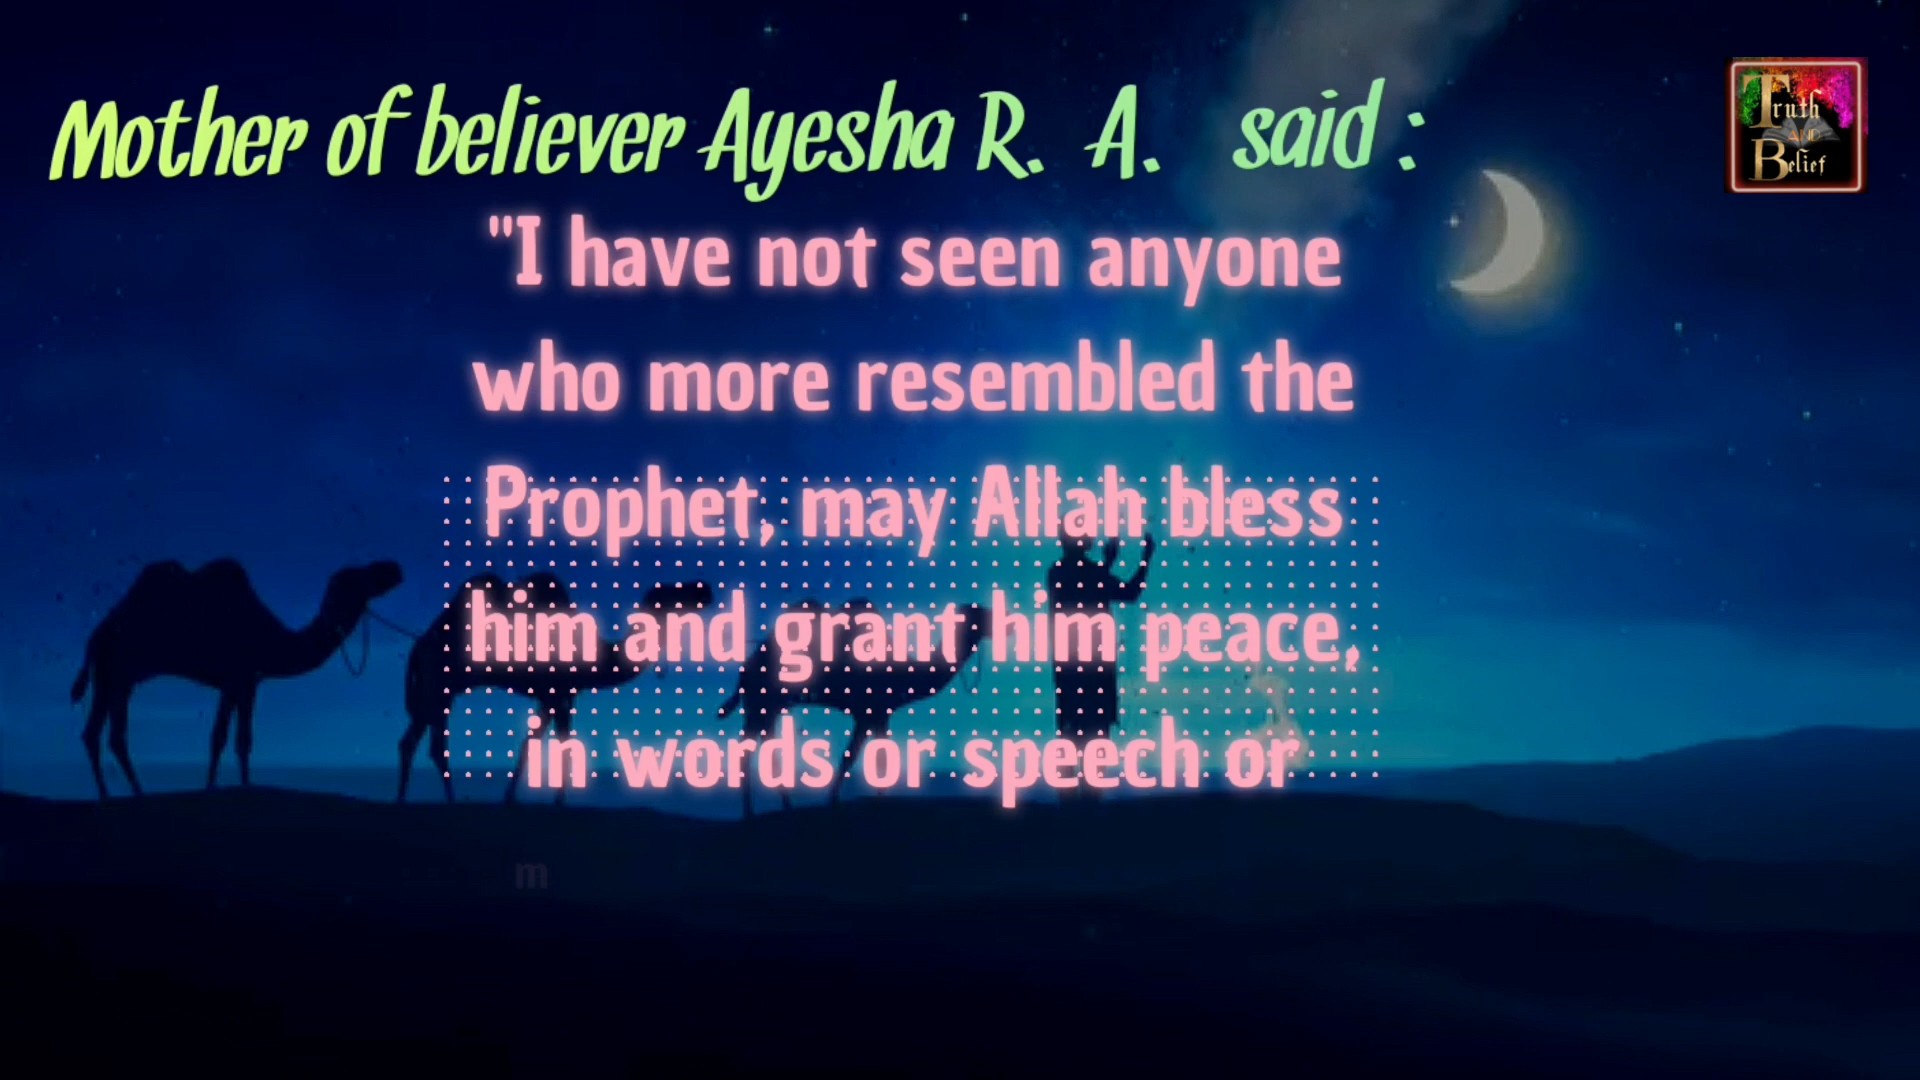 Mother of believer Ayesha R. A. said :
Truth
AND
Belief
"I have not seen anyone
who more resembled the
Prophet, may Allah bless
him and grant him peace,
in words or speech or
m